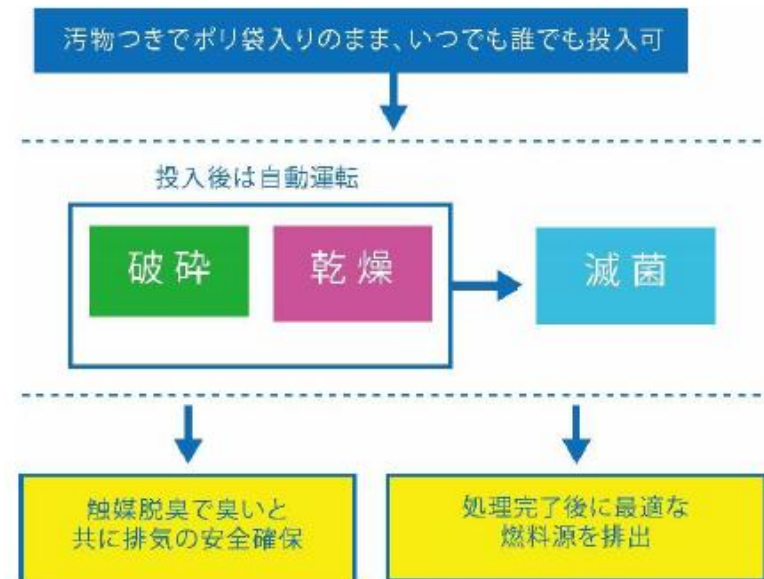 汚物つきでポリ袋入りのまま、いつでも誰でも投入可
投入後は自動運転
破砕
乾燥
滅菌
触媒脱臭で臭いと
共に排気の安全確保
処理完了後に最適な
燃料源を排出